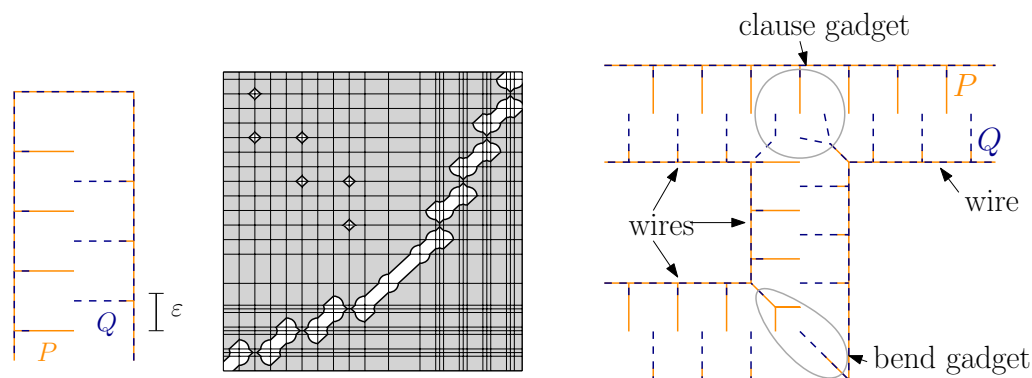 ε
Q
P
clause gadget
P
Q
wire
wires
bend gadget